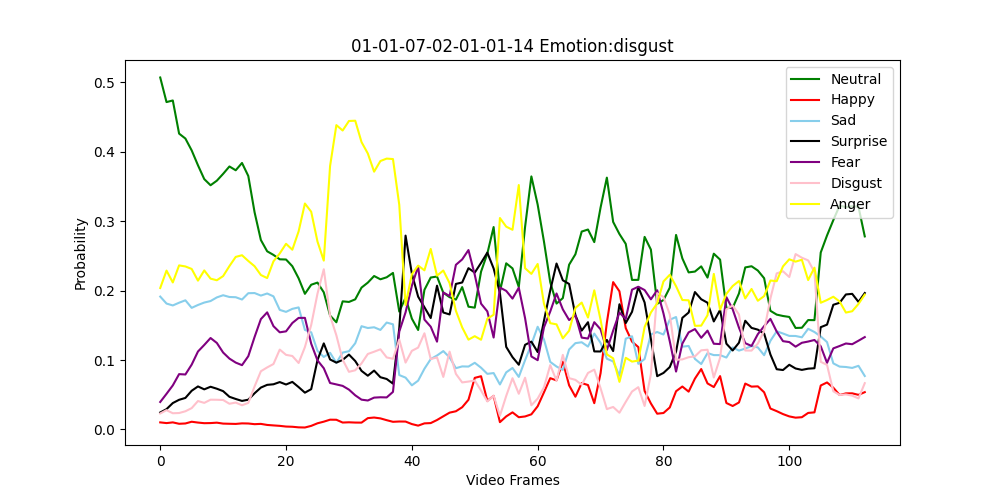 01-01-07-02-01-01-14 Emotion:disgust
Probability
0.5
0.4
0.3
0.2
0.1
0.0
0 20 40 60 80 100
Video Frames
Neutral
Happy
Sad
Surprise
Fear
Disgust
Anger